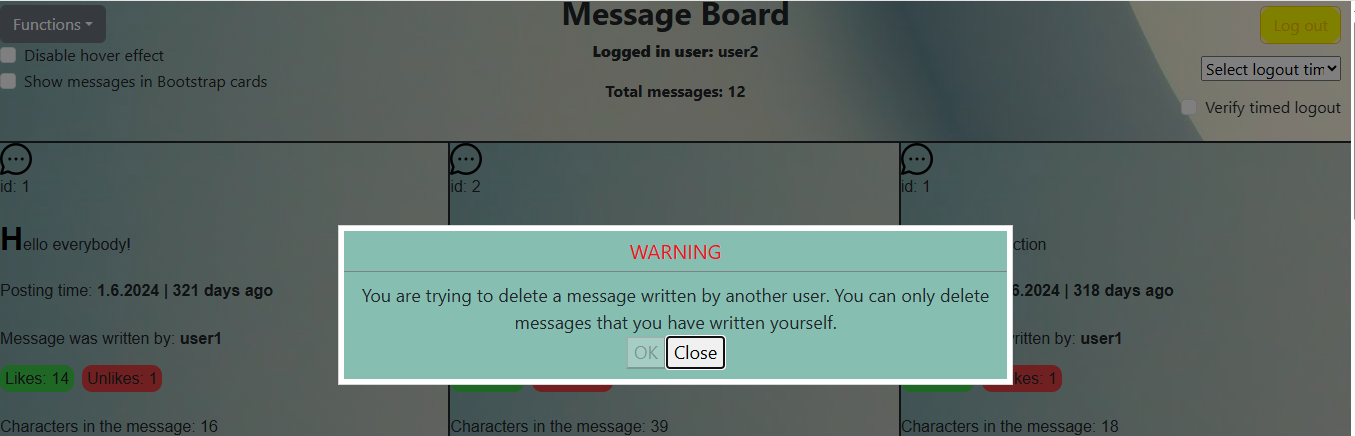 Functions
Message Board
Log out
Disable hover effect
Logged in user: user2
Select logout tim
Show messages in Bootstrap cards
Total messages: 12
Verify timed logout
id: 1
id: 2
id: 1
Hello everybody!
ction
Posting time: 1.6.2024 | 321 days ago
6.2024 | 318 days ago
Message was written by: user1
ritten by: user1
Likes: 14
Unlikes: 1
kes: 1
Characters in the message: 16
Characters in the message: 39
Characters in the message: 18
WARNING
You are trying to delete a message written by another user. You can only delete
messages that you have written yourself.
OK
Close